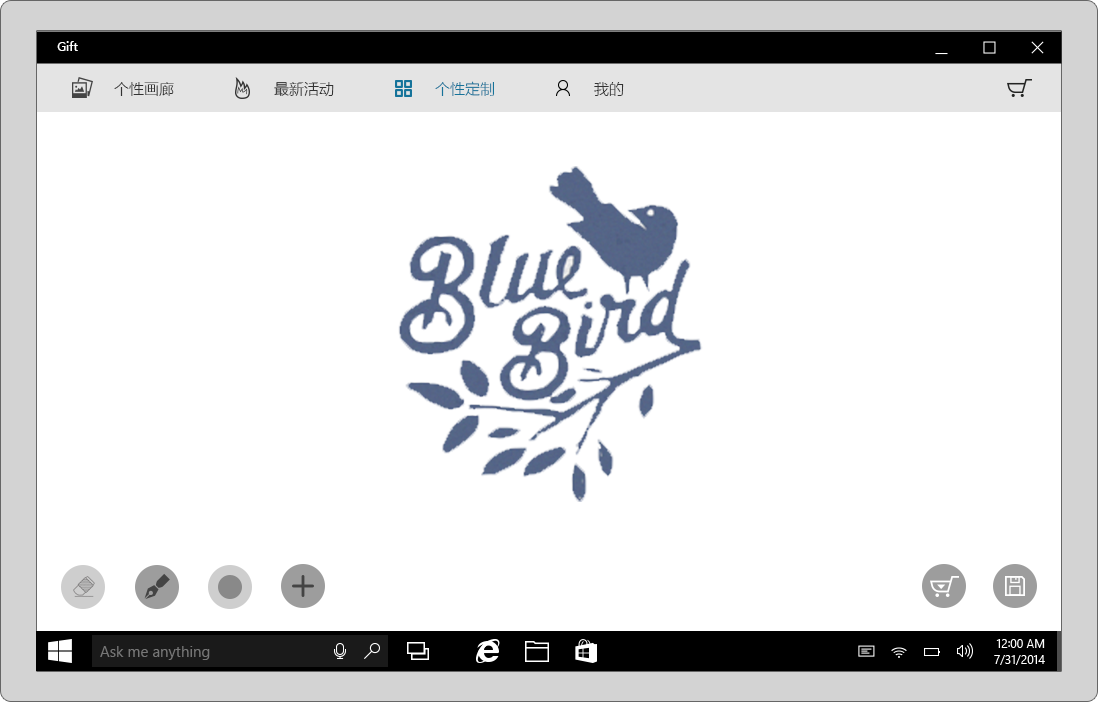 Gift
个性画廊 最新活动 个性定制 我的
Blue
Bird
Ask me anything
12:00 AM
7/31/2014